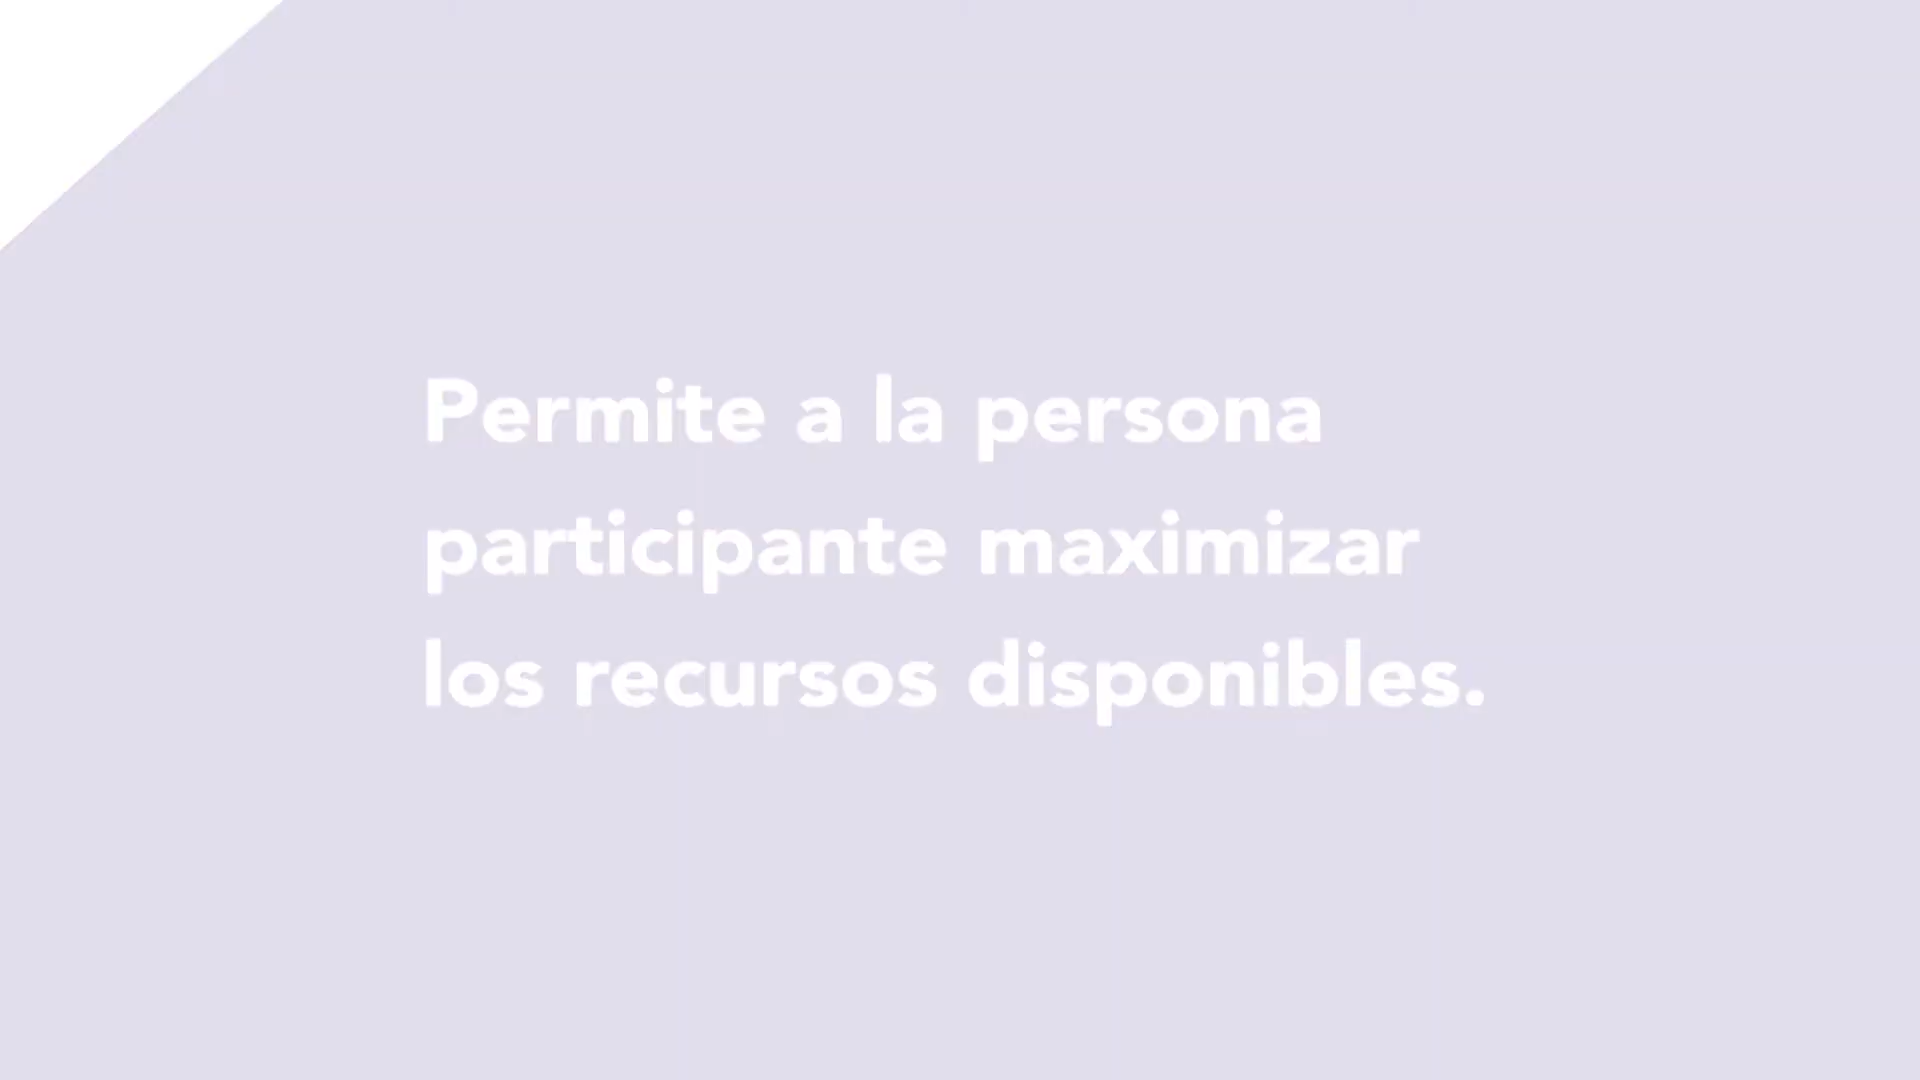 Permite a la persona
participante maximizar
los recursos disponibles.